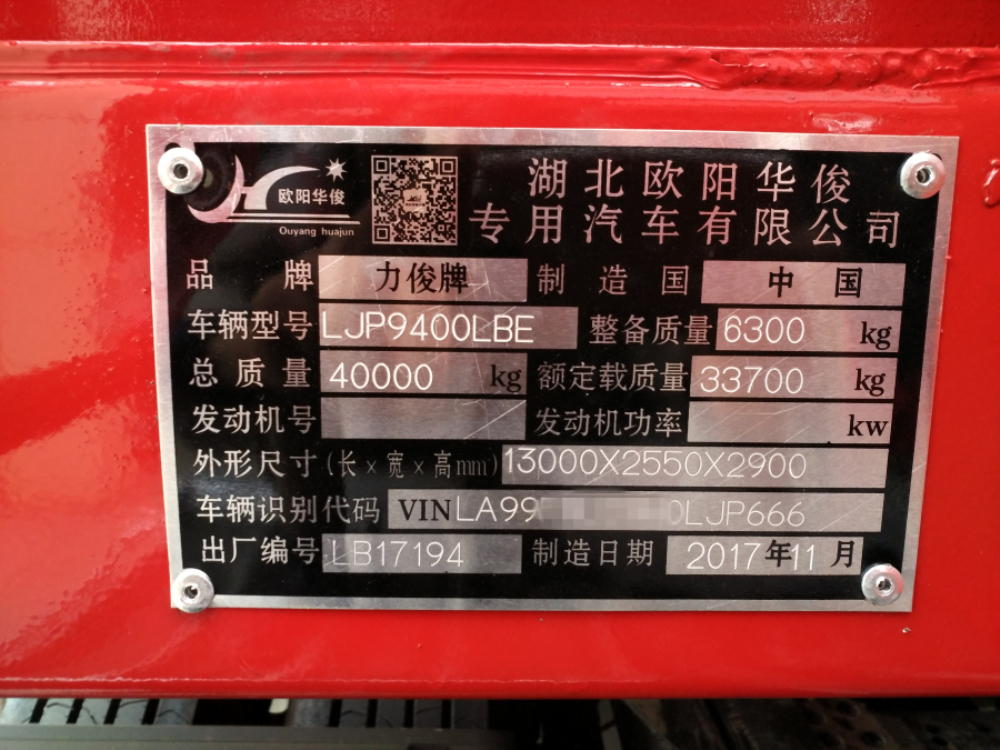 欧阳华俊
Ouyang huajun
湖北欧阳华俊
专用汽车有限公司
品牌 力俊牌 制造国 中国
车辆型号 LJP9400LBE 整备质量 6300 kg
总质量 40000 kg 额定载质量 33700 kg
发动机号 发动机功率 kw
外形尺寸(长×宽×高mm) 13000X2550X2900
车辆识别代码 VIN LA99 0LJP666
出厂编号 LB17194 制造日期 2017年11月